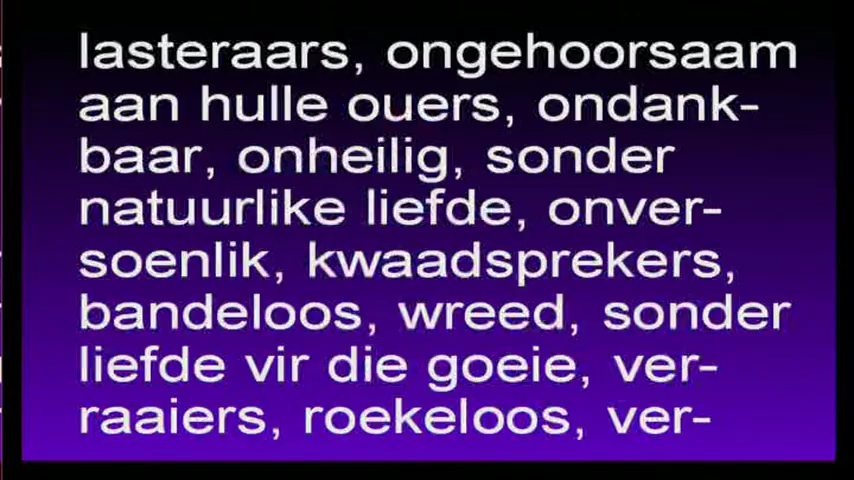 lasteraars, ongehoorsaam
aan hulle ouers, ondank-
baar, onheilig, sonder
natuurlike liefde, onver-
soenlik, kwaadsprekers,
bandeloos, wreed, sonder
liefde vir die goeie, ver-
raaiers, roekeloos, ver-